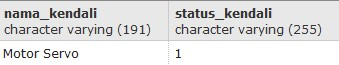 nama_kendali status_kendali
character varying (191) character varying (255)
Motor Servo 1